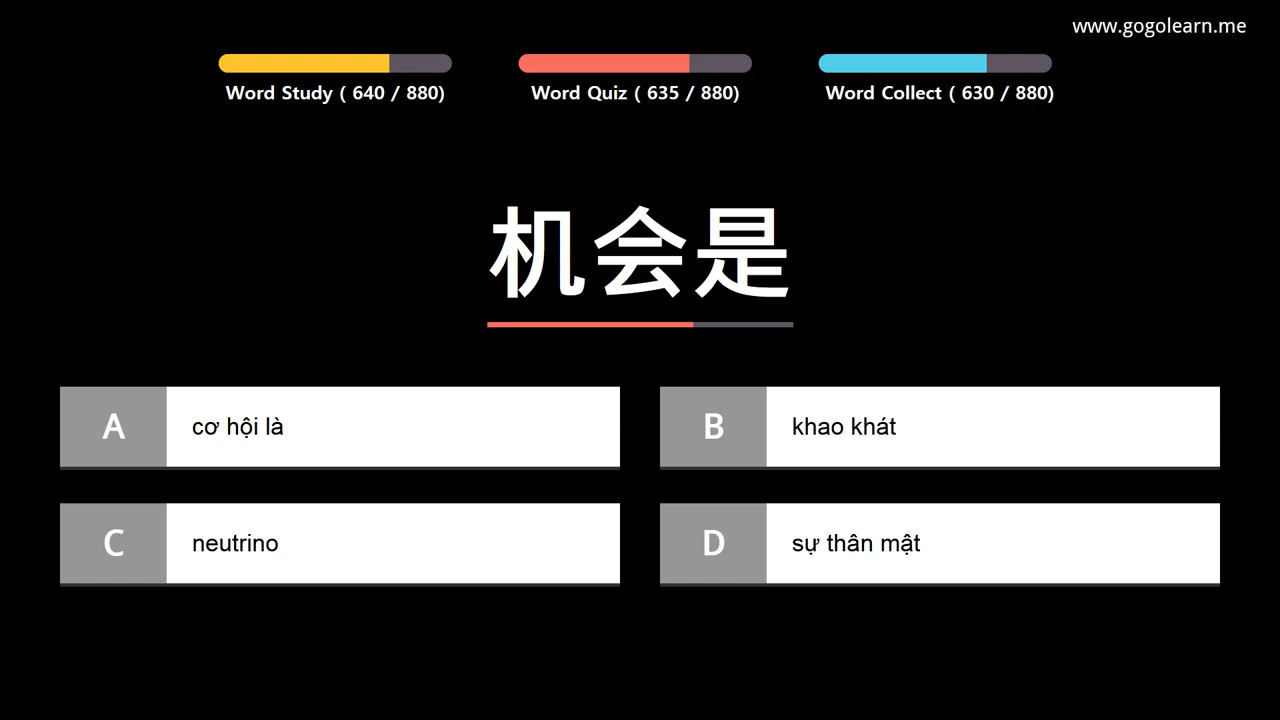 www.gogolearn.me
Word Study ( 640 / 880)
Word Quiz ( 635 / 880)
Word Collect ( 630 / 880)
机会是
A cơ hội là
B khao khát
C neutrino
D sự thân mật